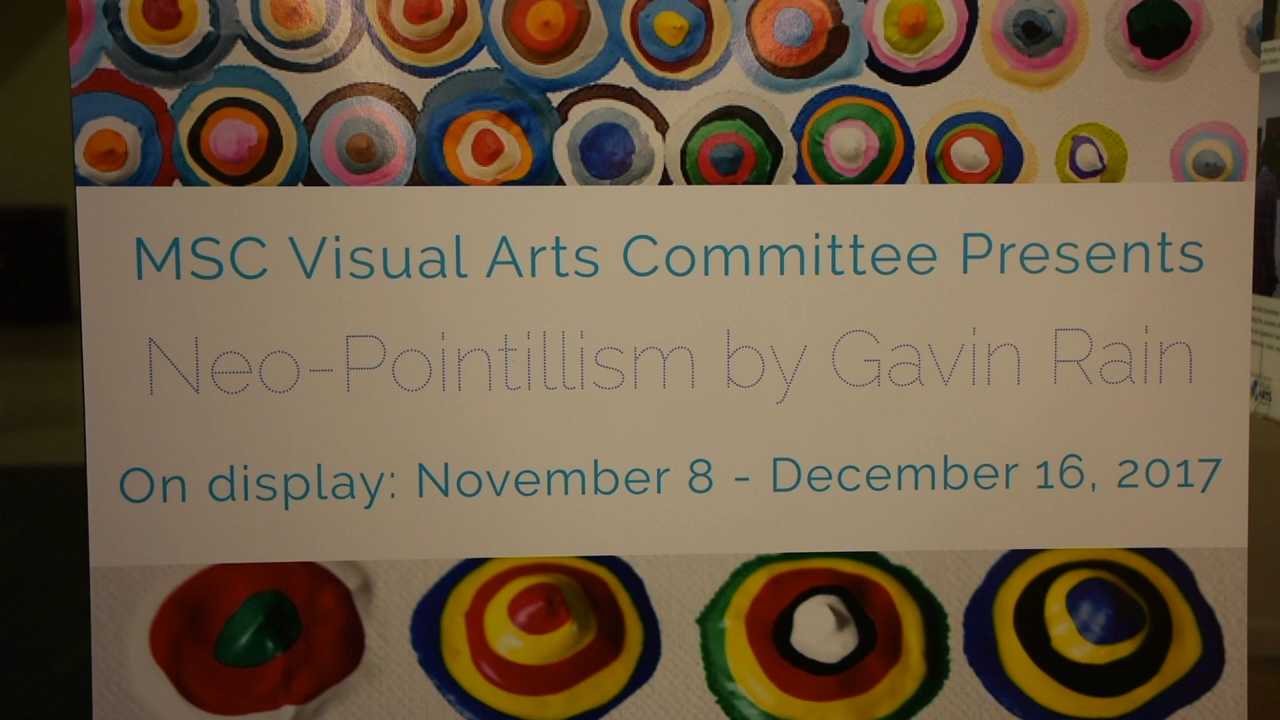 MSC Visual Arts Committee Presents
Neo-Pointillism by Gavin Rain
On display: November 8 - December 16, 2017